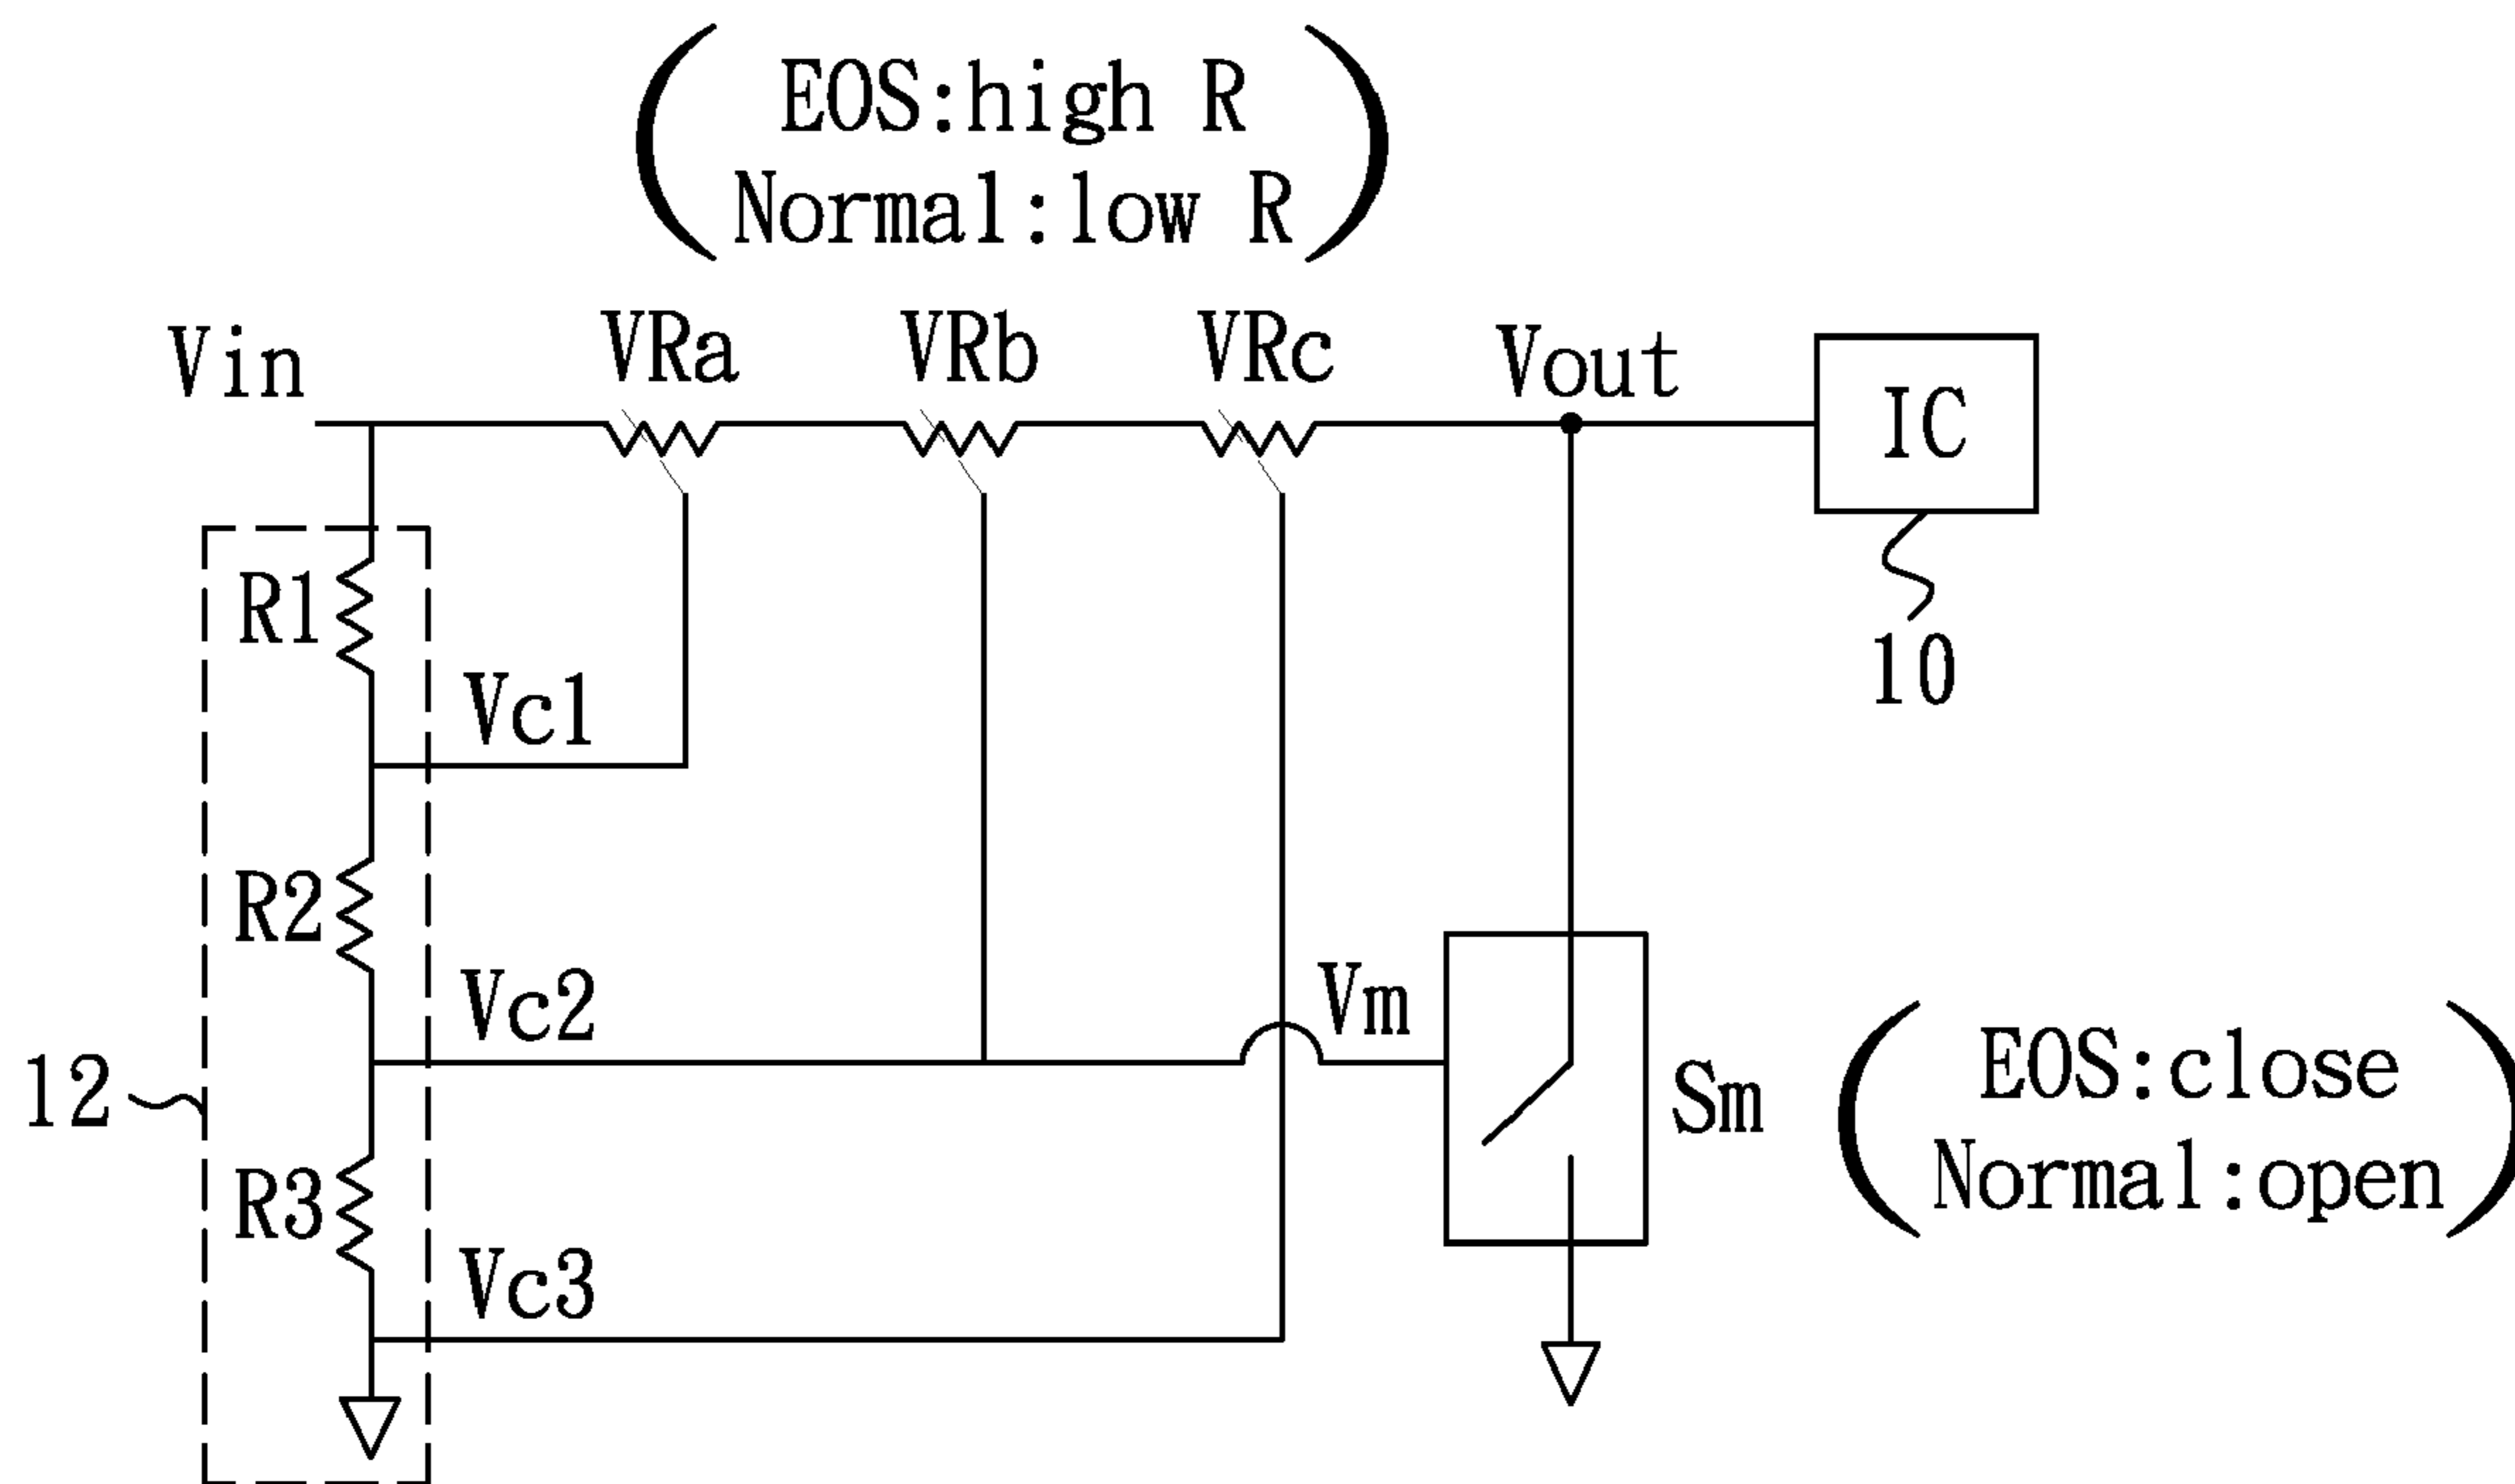 EOS:high R
Normal:low R
Vin
VRa
VRb
VRc
Vout
IC
10
R1
Vc1
R2
Vc2
Vm
12
Sm
EOS:close
Normal:open
R3
Vc3